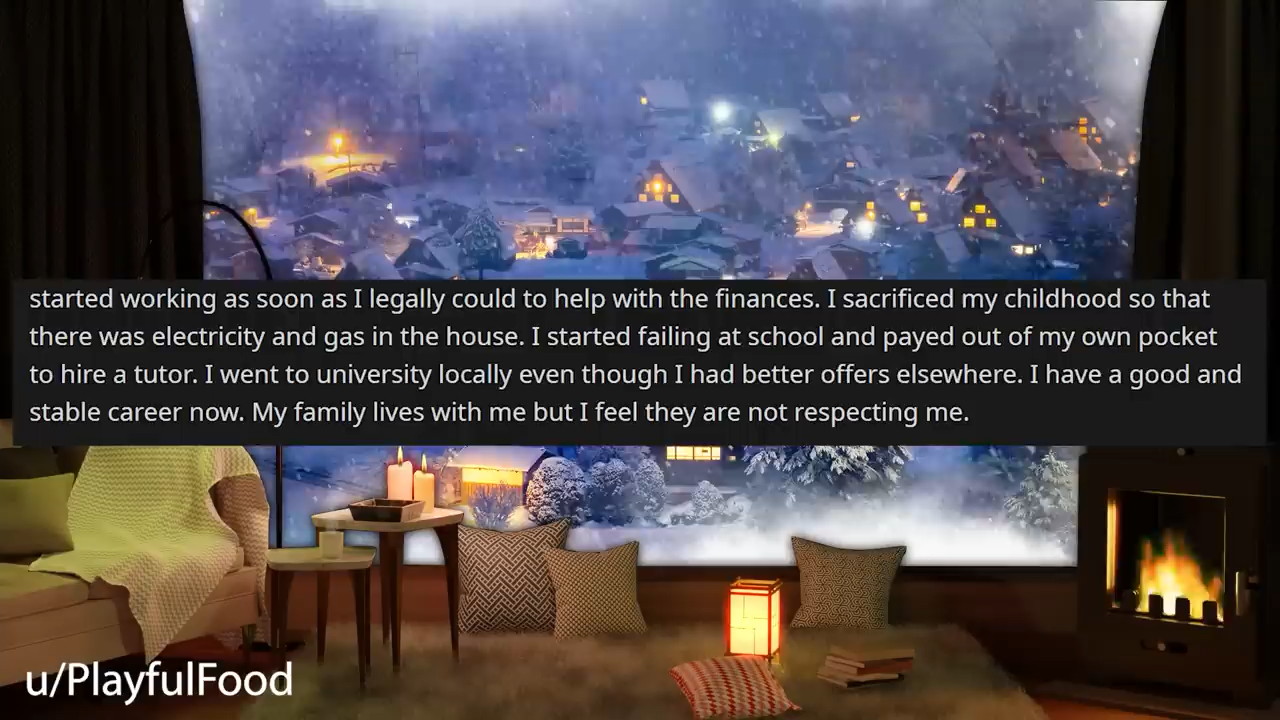 started working as soon as I legally could to help with the finances. I sacrificed my childhood so that
there was electricity and gas in the house. I started failing at school and payed out of my own pocket
to hire a tutor. I went to university locally even though I had better offers elsewhere. I have a good and
stable career now. My family lives with me but I feel they are not respecting me.
u/PlayfulFood